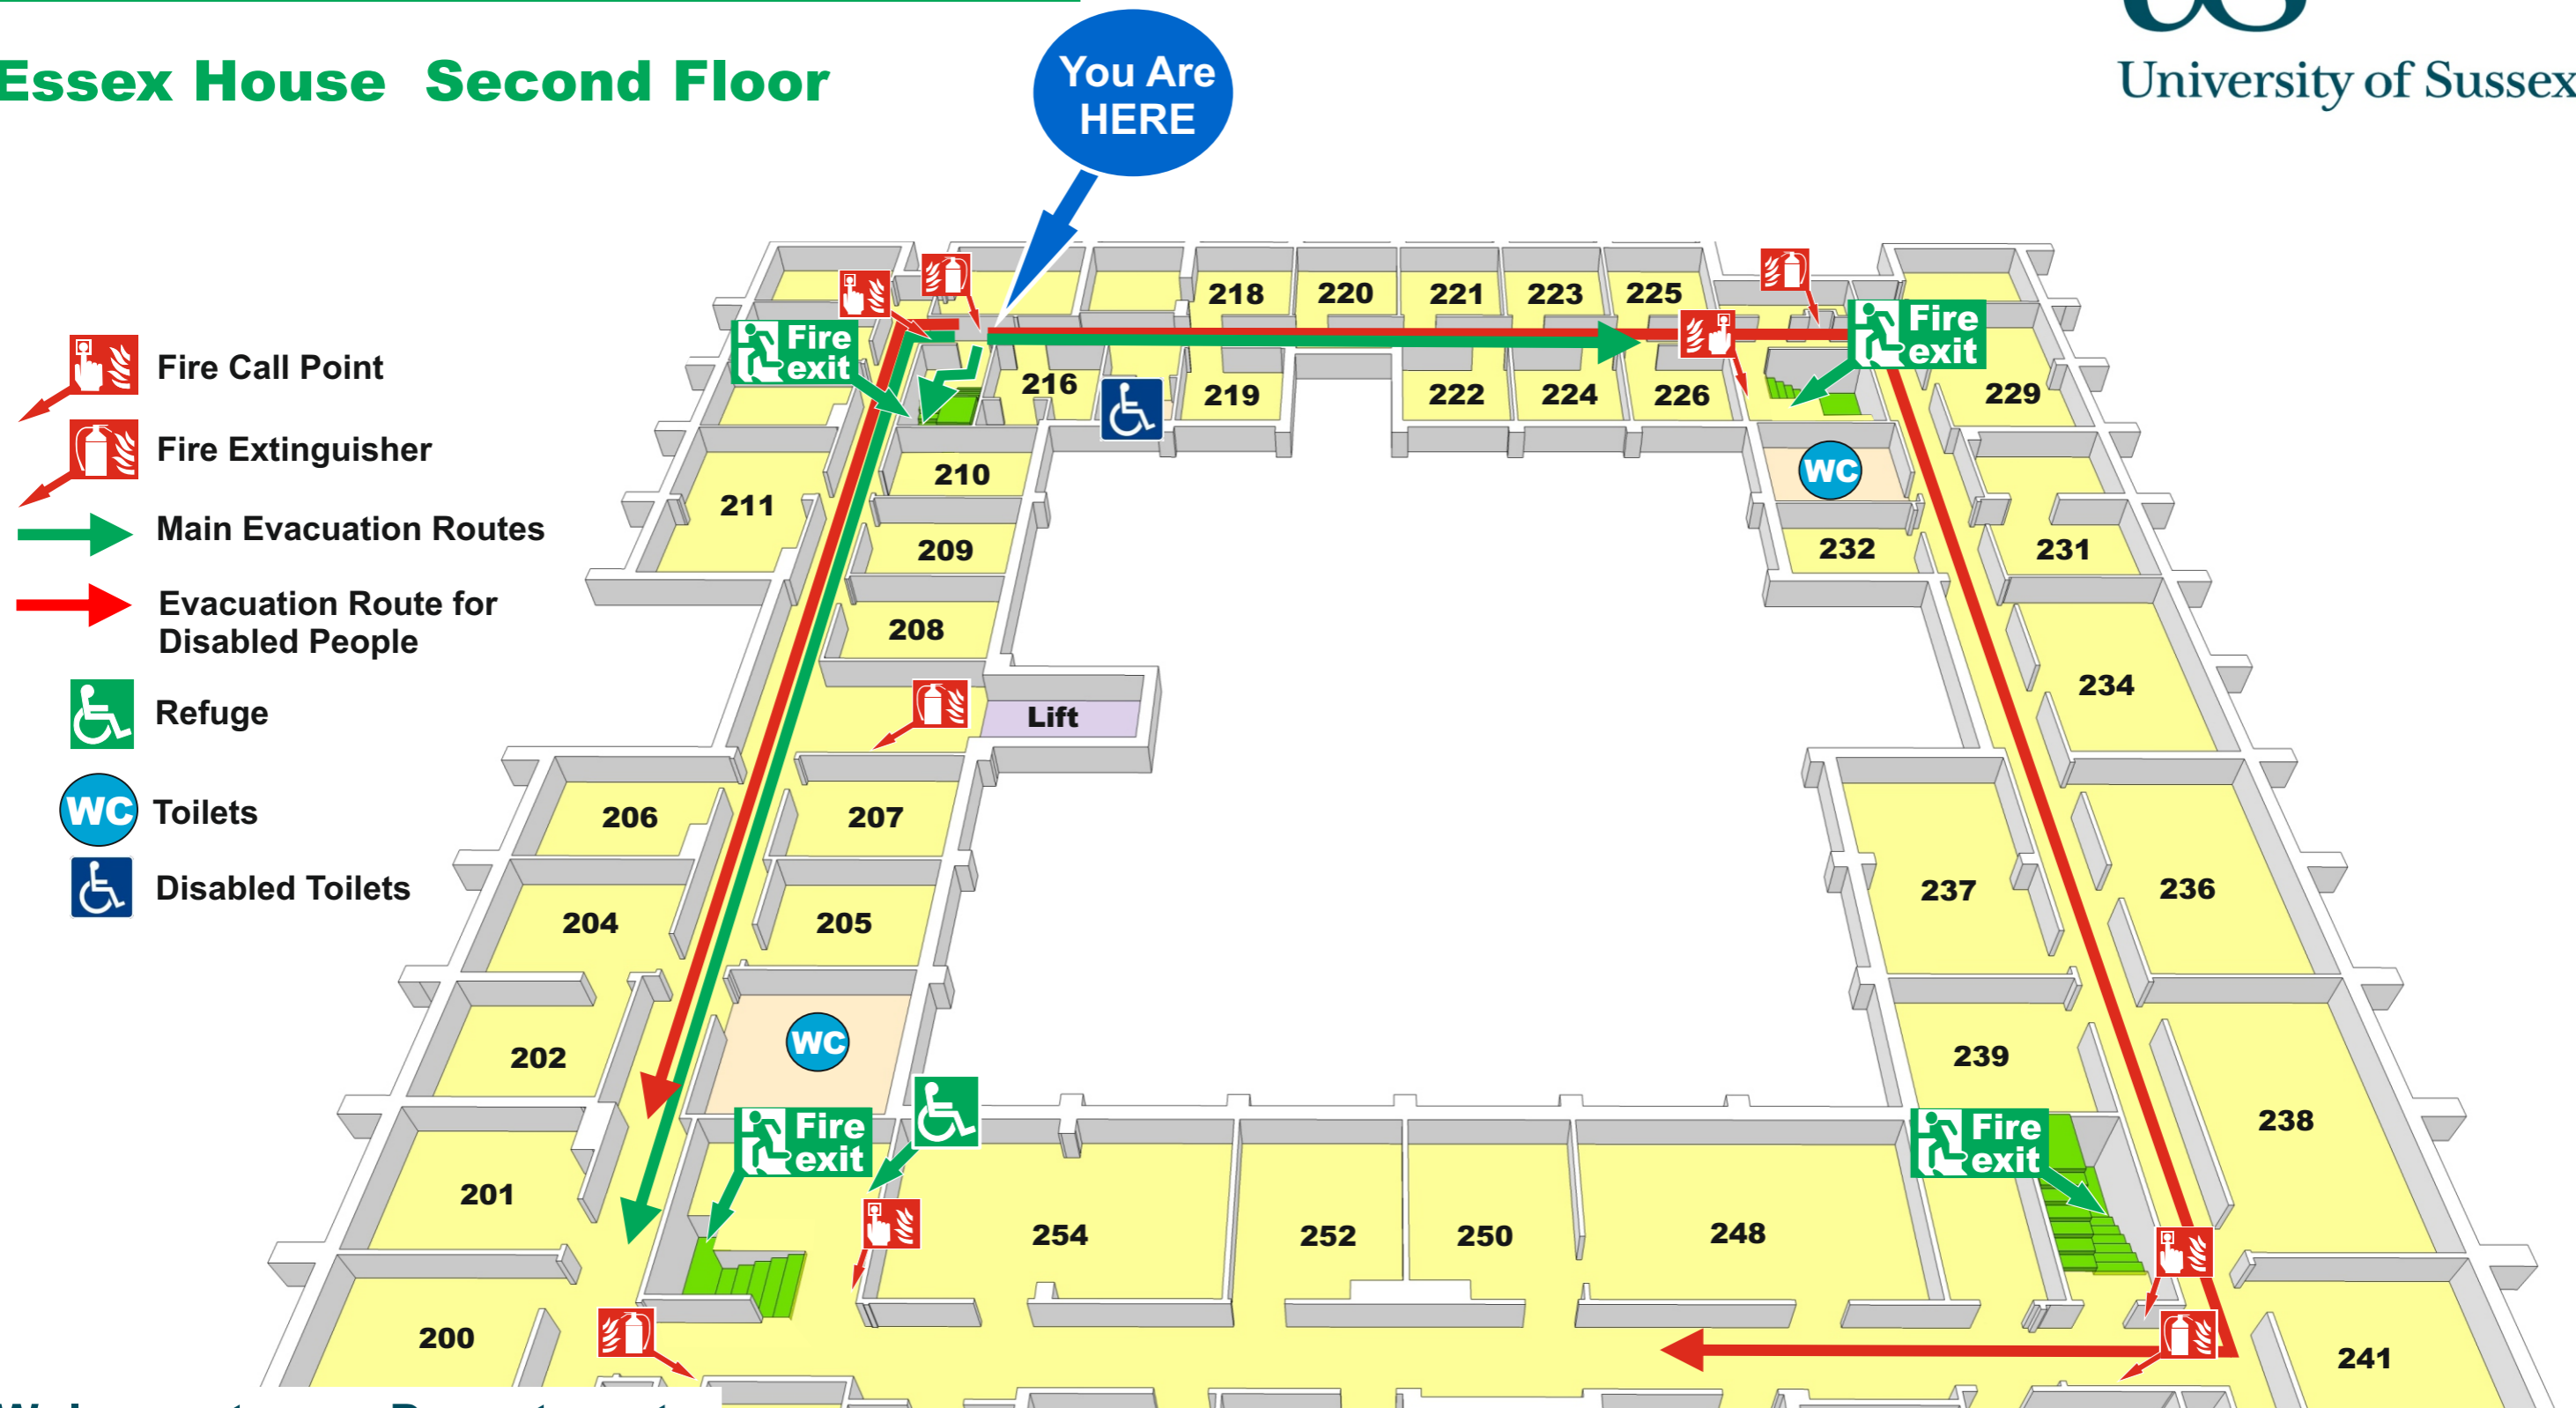 Essex House Second Floor
You Are
HERE
University of Sussex
Fire Call Point
Fire Extinguisher
Main Evacuation Routes
Evacuation Route for
Disabled People
Refuge
WC Toilets
Disabled Toilets
218 220 221 223 225
Fire
exit
Fire
exit
216 219 222 224 226 229
210
WC
211
209 232 231
208
234
Lift
206 207
237 236
204 205
WC
202 239
238
Fire
exit
Fire
exit
201
254 252 250 248
200
241